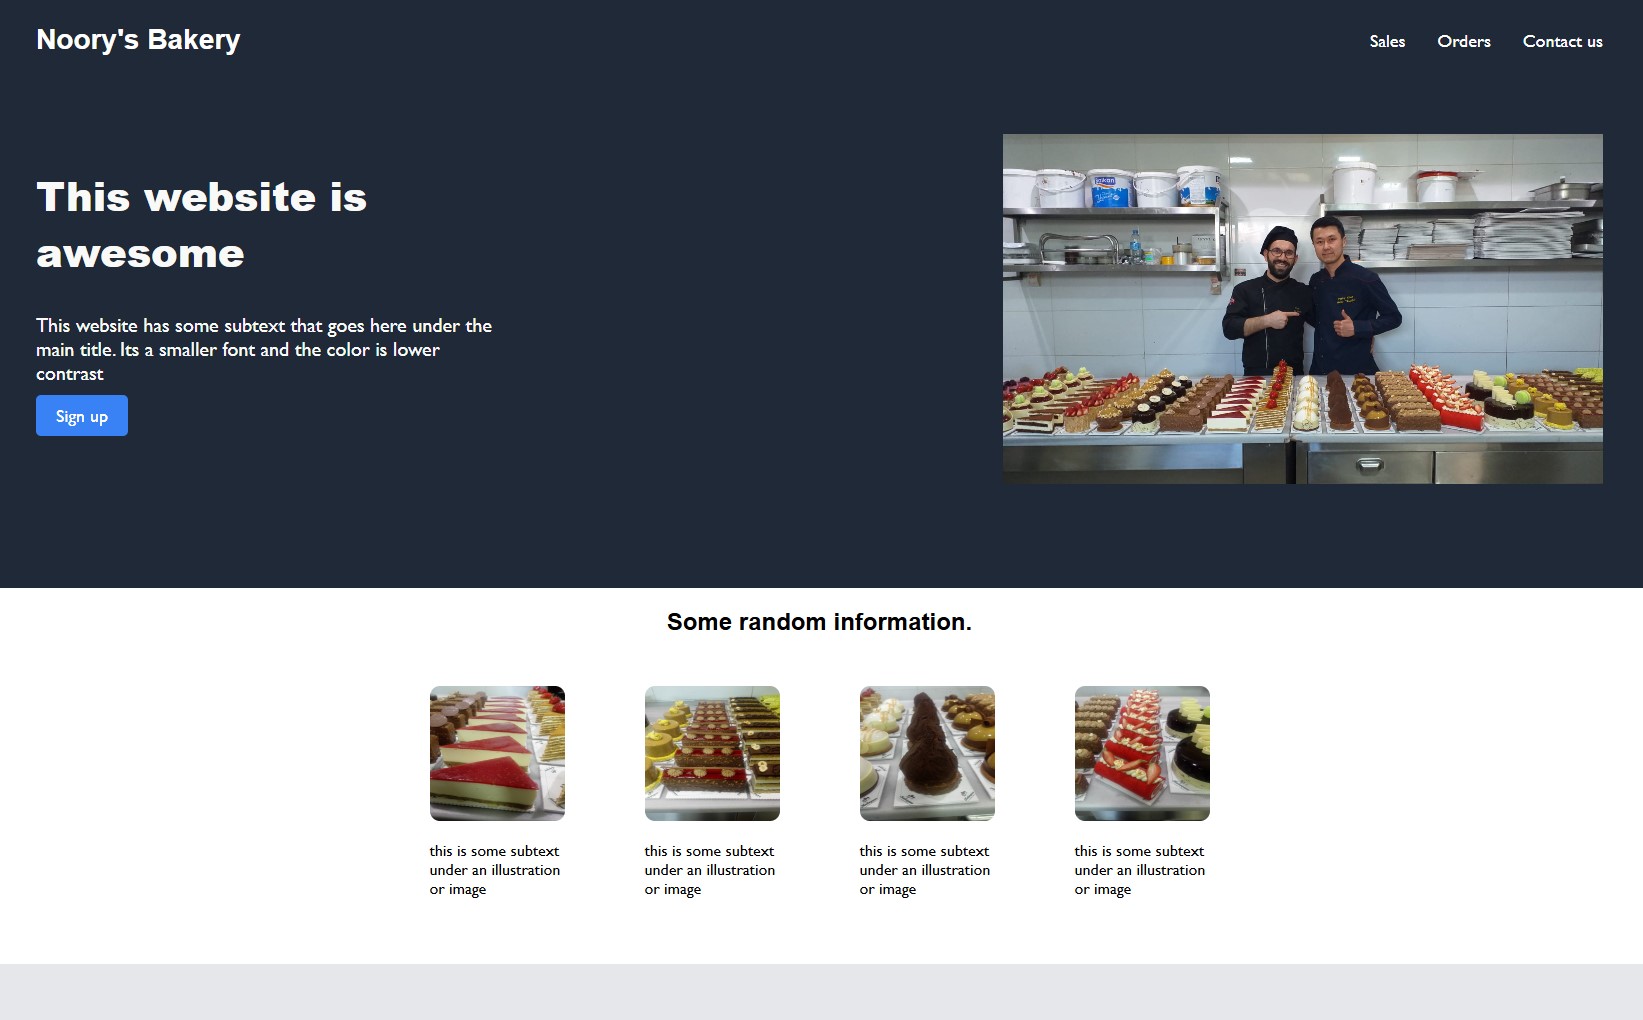 Noory's Bakery
Sales
Orders
Contact us
This website is
awesome
This website has some subtext that goes here under the
main title. Its a smaller font and the color is lower
contrast
Sign up
Some random information.
this is some subtext
under an illustration
or image
this is some subtext
under an illustration
or image
this is some subtext
under an illustration
or image
this is some subtext
under an illustration
or image